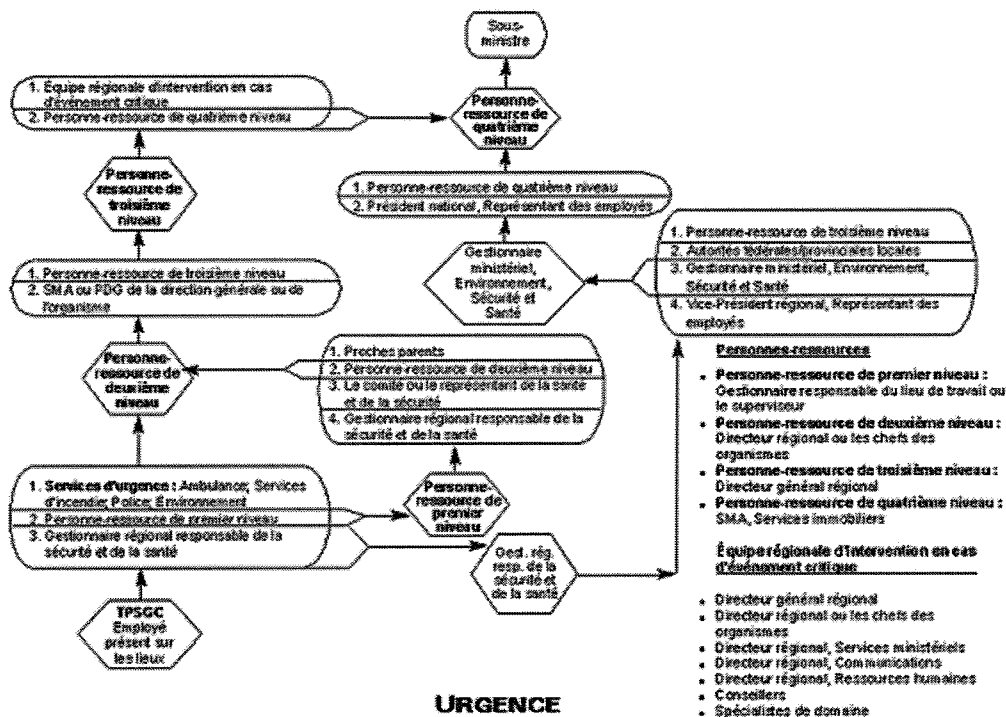 Sous-
ministre
1. Équipe régionale d'intervention en cas
d'événement critique
2. Personne-ressource de quatrième niveau
Personne-
ressource de
quatrième
niveau
Personne-
ressource de
troisième
niveau
1. Personne-ressource de quatrième niveau
2. Président national, Représentant des employés
1. Personne-ressource de troisième niveau
2. Autorités fédérales/provinciales locales
3. Gestionnaire ministériel, Environnement,
Sécurité et Santé
4. Vice-Président régional, Représentant des
employés
Gestionnaire
ministériel,
Environnement,
Sécurité et
Santé
1. Personne-ressource de troisième niveau
2. SMA ou PDG de la direction générale ou de
l'organisme
Personne-
ressource de
deuxième
niveau
1. Proches parents
2. Personne-ressource de deuxième niveau
3. Le comité ou le représentant de la santé
et de la sécurité
4. Gestionnaire régional responsable de la
sécurité et de la santé
1. Services d'urgence : Ambulance; Services
d'incendie; Police; Environnement
2. Personne-ressource de premier niveau
3. Gestionnaire régional responsable de la
sécurité et de la santé
Personne-
ressource de
premier
niveau
Gest. rég.
resp. de la
sécurité et
de la santé
TPSGC
Employé
présent sur
les lieux
Personnes-ressources
• Personne-ressource de premier niveau :
Gestionnaire responsable du lieu de travail ou
le superviseur
• Personne-ressource de deuxième niveau :
Directeur régional ou les chefs des
organismes
• Personne-ressource de troisième niveau :
Directeur général régional
• Personne-ressource de quatrième niveau :
SMA, Services immobiliers
Équipe régionale d'intervention en cas
d'événement critique
• Directeur général régional
• Directeur régional ou les chefs des
organismes
• Directeur régional, Services ministériels
• Directeur régional, Communications
• Directeur régional, Ressources humaines
• Conseillers
• Spécialistes de domaine
URGENCE